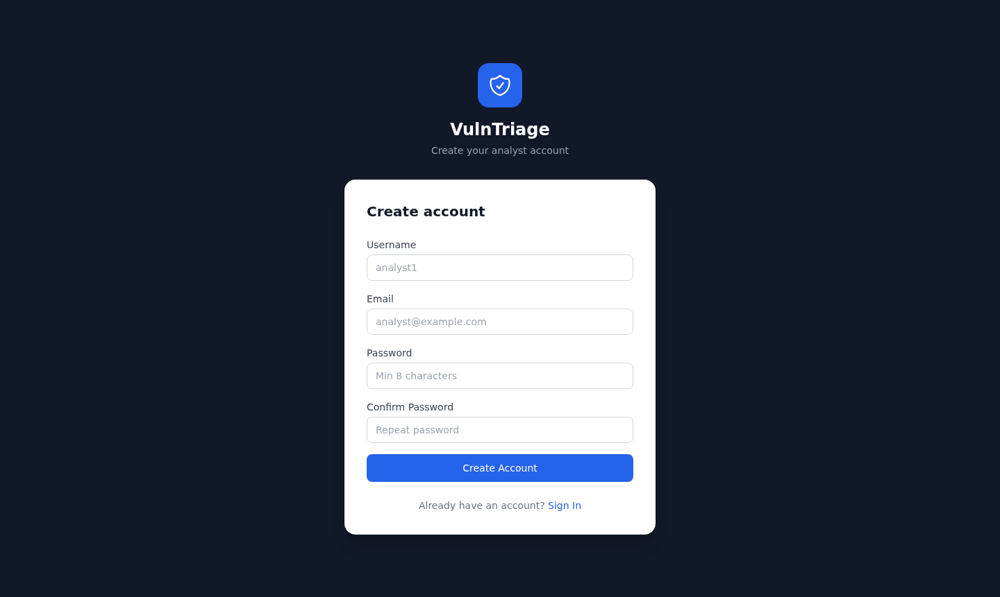 VulnTriage
Create your analyst account
Create account
Username
analyst1
Email
analyst@example.com
Password
Min 8 characters
Confirm Password
Repeat password
Create Account
Already have an account? Sign In